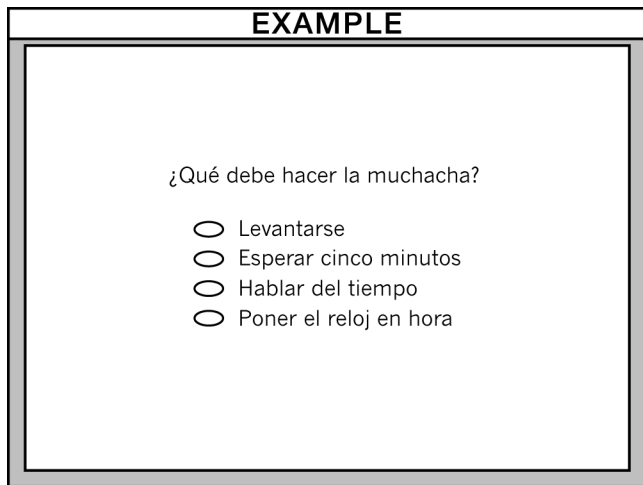 EXAMPLE
¿Qué debe hacer la muchacha?
Levantarse
Esperar cinco minutos
Hablar del tiempo
Poner el reloj en hora